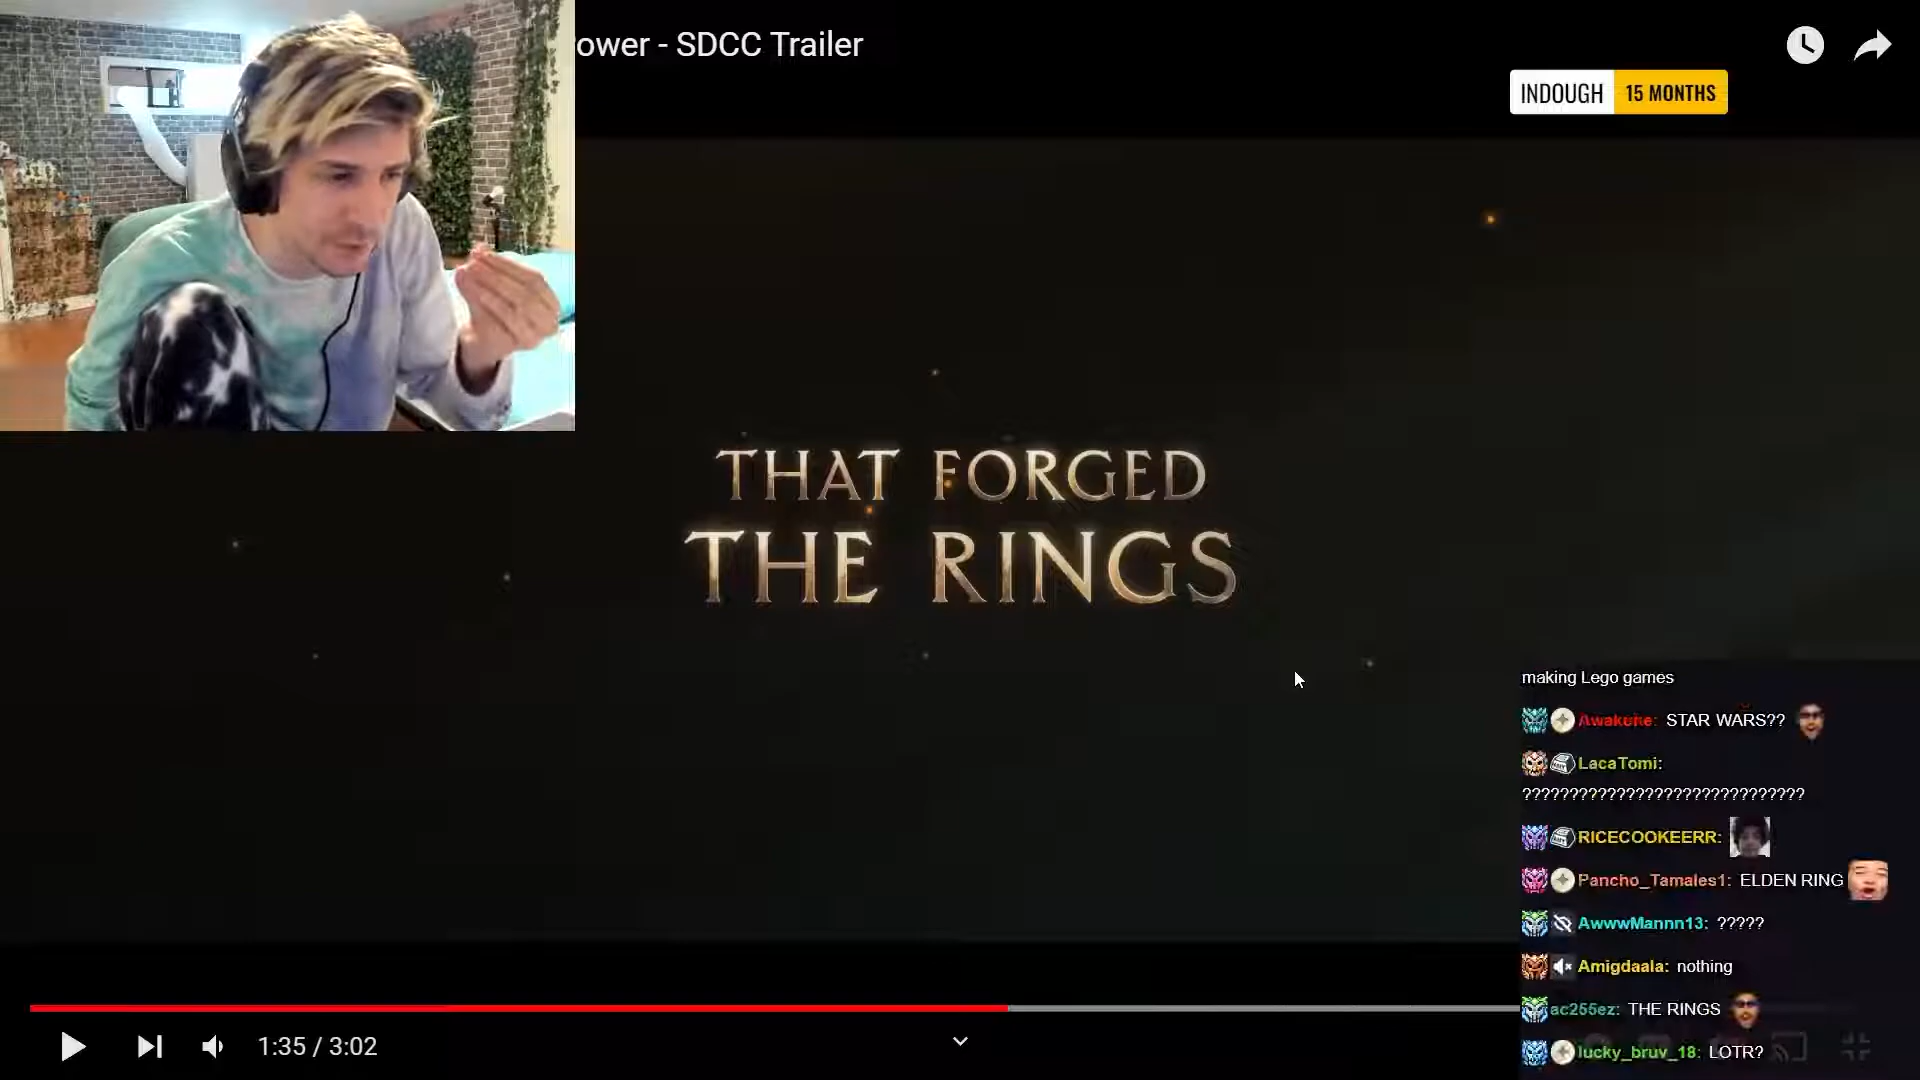 ower - SDCC Trailer
INDOUGH 15 MONTHS
THAT FORGED
THE RINGS
making Lego games
Awakune: STAR WARS??
LacaTomi:
??????????????????????????????
RICECOOKEERR:
Pancho_Tamales1: ELDEN RING
AwwwMannn13: ?????
Amigdaala: nothing
ac255ez: THE RINGS
lucky_bruv_18: LOTR?
1:35 / 3:02